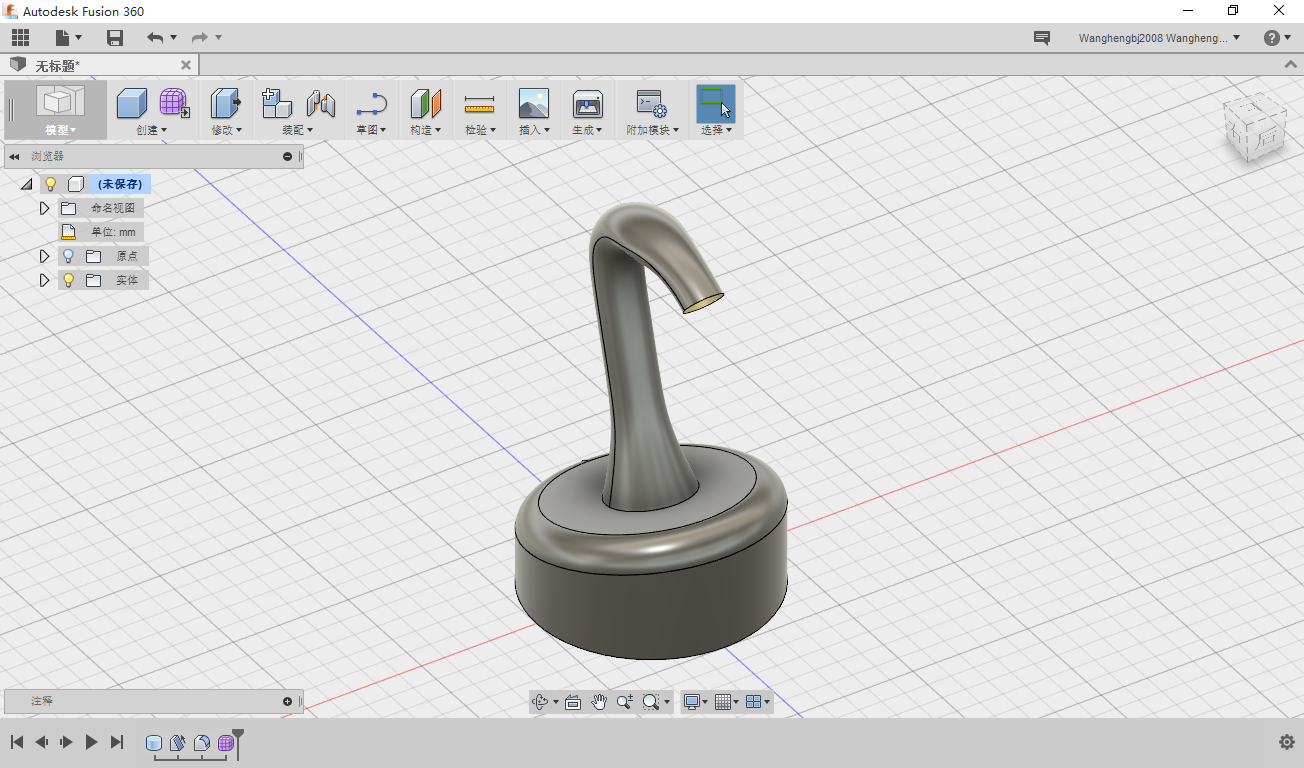 Autodesk Fusion 360
Wanghengbj2008 Wangheng...
无标题*
模型
创建
修改
装配
草图
构造
检验
插入
生成
附加模块
选择
浏览器
(未保存)
命名视图
单位: mm
原点
实体
注释